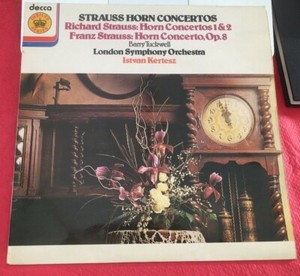 decca
STRAUSS HORN CONCERTOS
Richard Strauss: Horn Concertos 1 & 2
Franz Strauss: Horn Concerto, Op. 8
Barry Tuckwell
London Symphony Orchestra
Istvan Kertesz